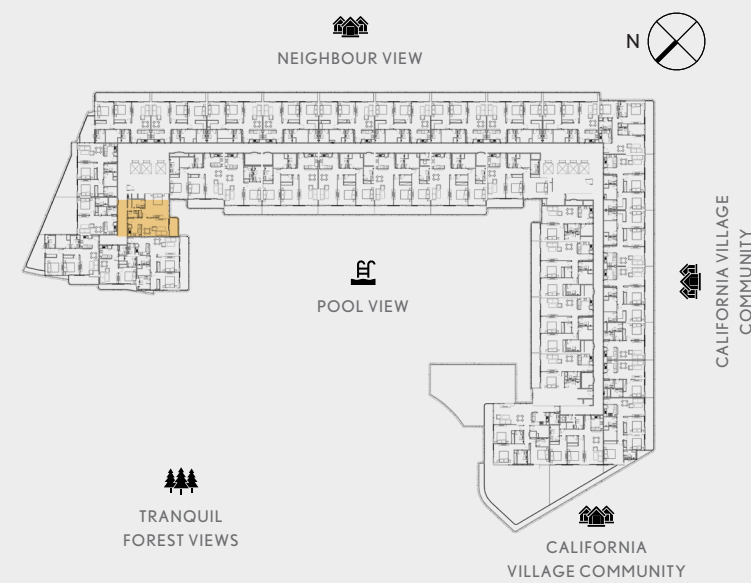 NEIGHBOUR VIEW
N
POOL VIEW
CALIFORNIA VILLAGE
COMMUNITY
TRANQUIL
FOREST VIEWS
CALIFORNIA
VILLAGE COMMUNITY